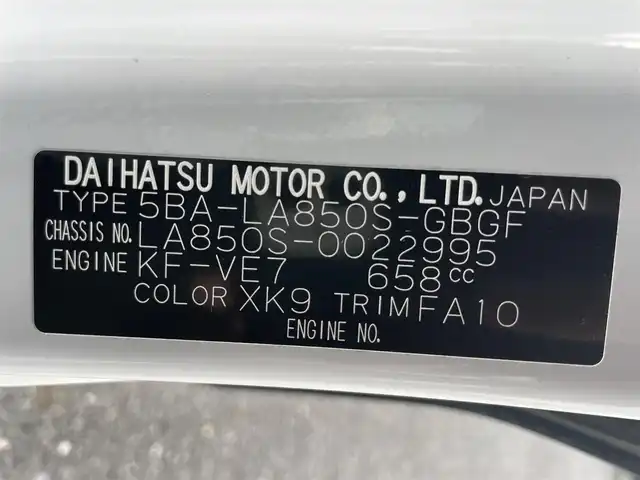 DAIHATSU MOTOR CO., LTD. JAPAN
TYPE 5BA-LA850S-GBGF
CHASSIS NO. LA850S-0022995
ENGINE KF-VE7 658cc
COLOR XK9 TRIM FA10
ENGINE NO.